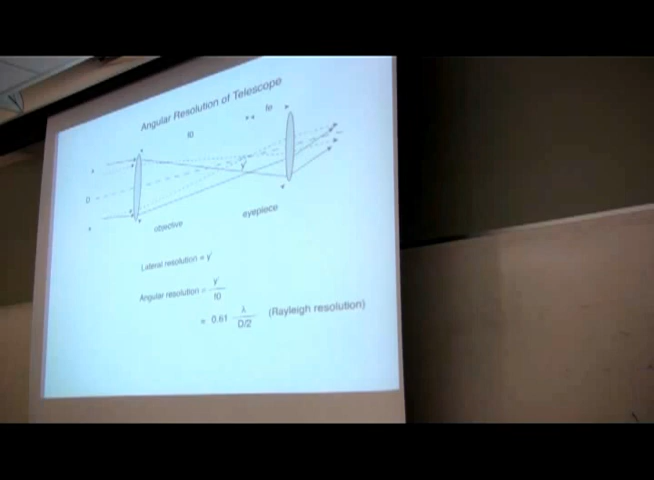 Angular Resolution of Telescope
f0
fe
D
y'
objective
eyepiece
Lateral resolution = y'
Angular resolution = y' / f0
= 0.61 λ / D/2 (Rayleigh resolution)